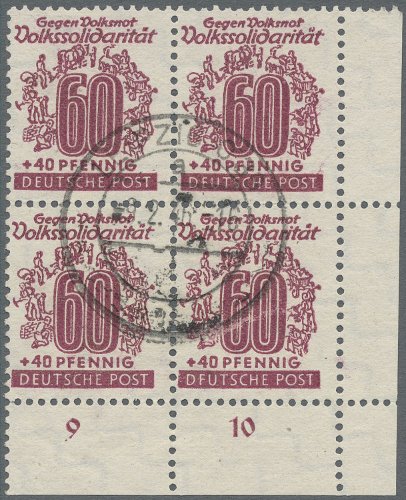 Gegen Volksnot Gegen Volksnot
Volkssolidarität Volkssolidarität
60 60
+40 PFENNIG +40 PFENNIG
DEUTSCHE POST DEUTSCHE POST
Gegen Volksnot Gegen Volksnot
Volkssolidarität Volkssolidarität
60 60
+40 PFENNIG +40 PFENNIG
DEUTSCHE POST DEUTSCHE POST
9 10